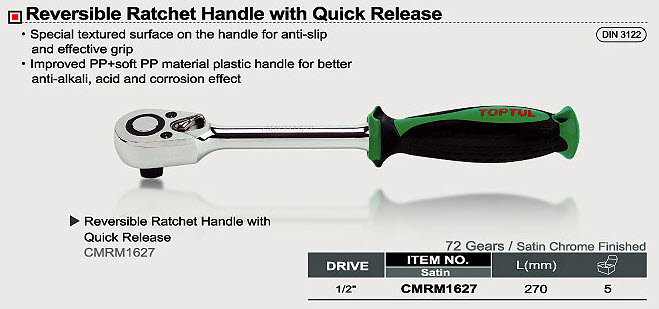 Reversible Ratchet Handle with Quick Release
• Special textured surface on the handle for anti-slip
and effective grip
DIN 3122
• Improved PP+soft PP material plastic handle for better
anti-alkali, acid and corrosion effect
TOPTUL
▶ Reversible Ratchet Handle with
Quick Release
CMRM1627
72 Gears / Satin Chrome Finished
DRIVE ITEM NO. L(mm)
Satin
1/2" CMRM1627 270 5